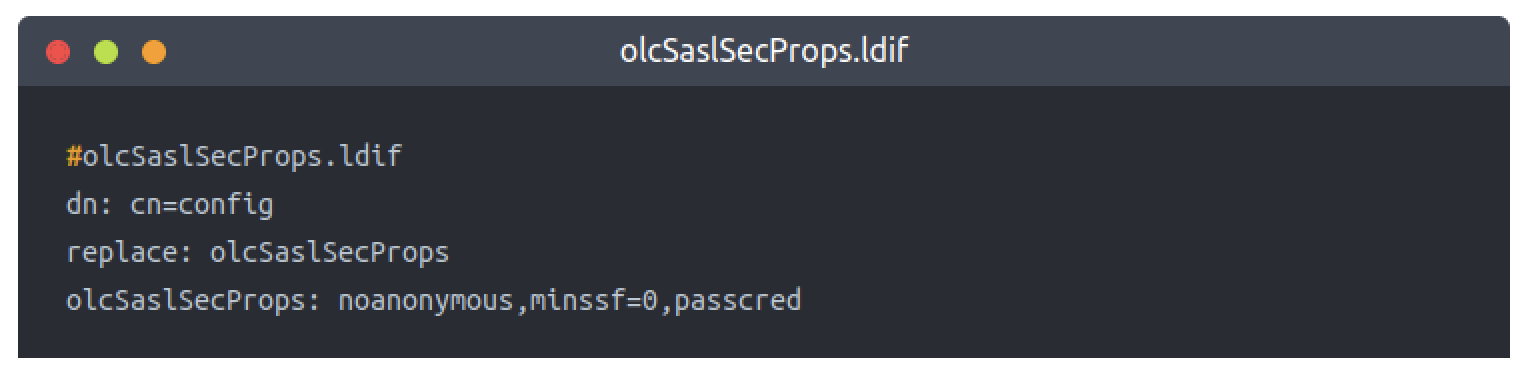 olcSaslSecProps.ldif
#olcSaslSecProps.ldif
dn: cn=config
replace: olcSaslSecProps
olcSaslSecProps: noanonymous,minssf=0,passcred